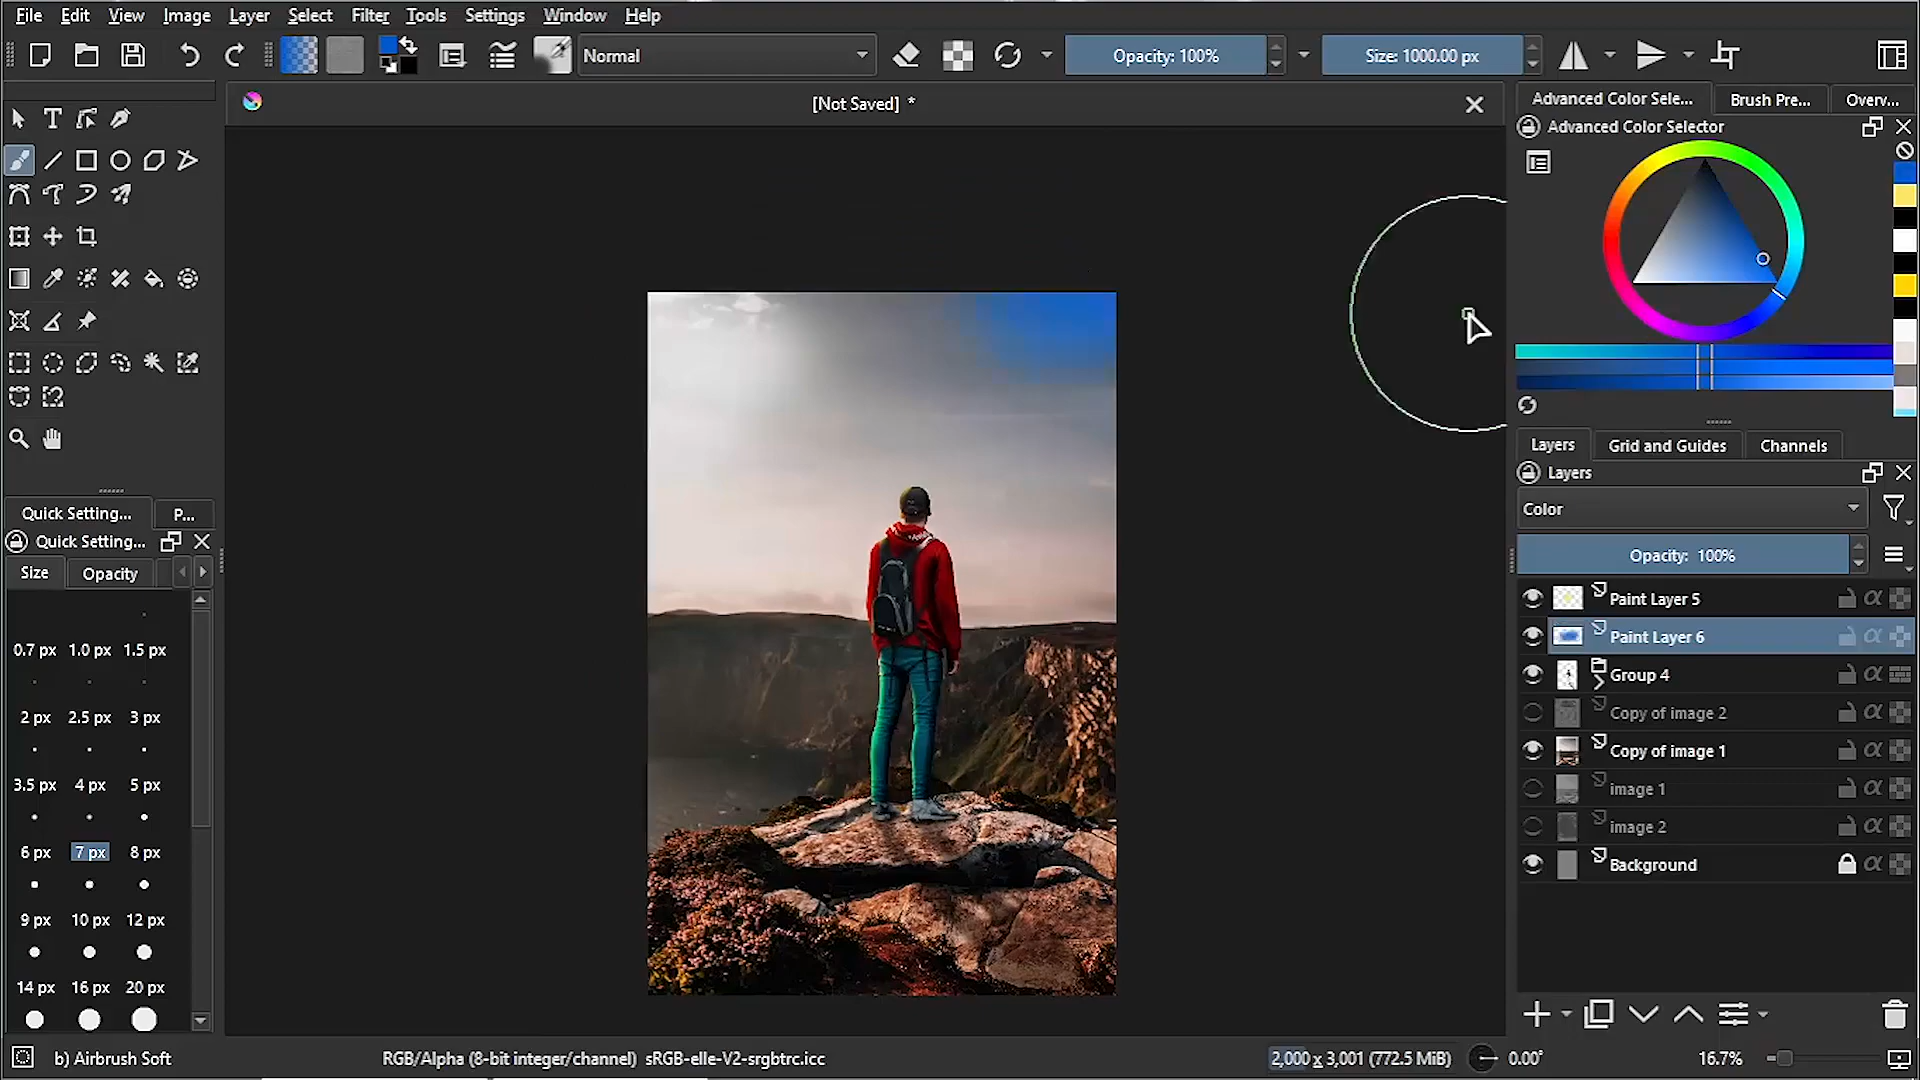 File Edit View Image Layer Select Filter Tools Settings Window Help
Normal Opacity: 100% Size: 1000.00 px
[Not Saved] *
Advanced Color Sele... Brush Pre... Overv...
Advanced Color Selector
Layers Grid and Guides Channels
Layers
Color
Opacity: 100%
Paint Layer 5
Paint Layer 6
Group 4
Copy of image 2
Copy of image 1
image 1
image 2
Background
Quick Setting... P...
Quick Setting...
Size Opacity
0.7 px 1.0 px 1.5 px
2 px 2.5 px 3 px
3.5 px 4 px 5 px
6 px 7 px 8 px
9 px 10 px 12 px
14 px 16 px 20 px
b) Airbrush Soft RGB/Alpha (8-bit integer/channel) sRGB-elle-V2-srgbtrc.icc 2,000 x 3,001 (772.5 MiB) 0.00° 16.7%